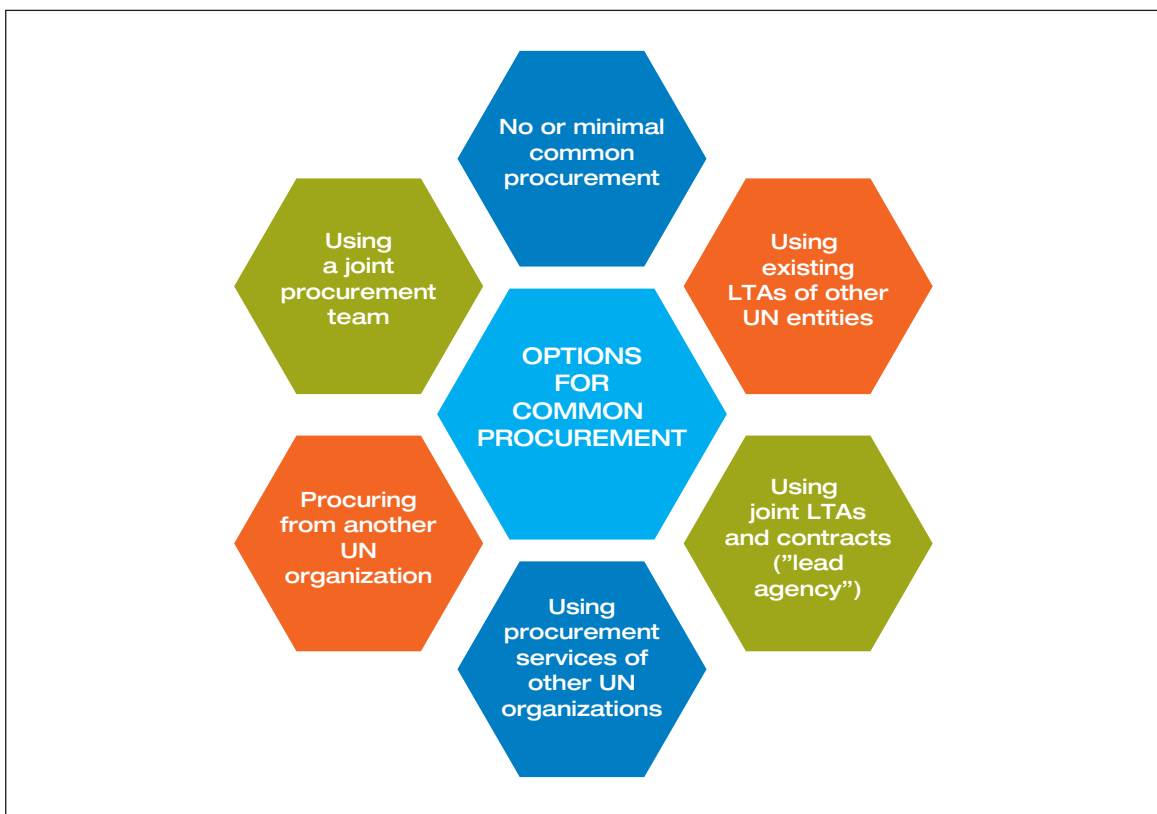 No or minimal
common
procurement
Using
existing
LTAs of other
UN entities
Using
joint LTAs
and contracts
(”lead
agency”)
Using
procurement
services of
other UN
organizations
Procuring
from another
UN
organization
Using
a joint
procurement
team
OPTIONS
FOR
COMMON
PROCUREMENT